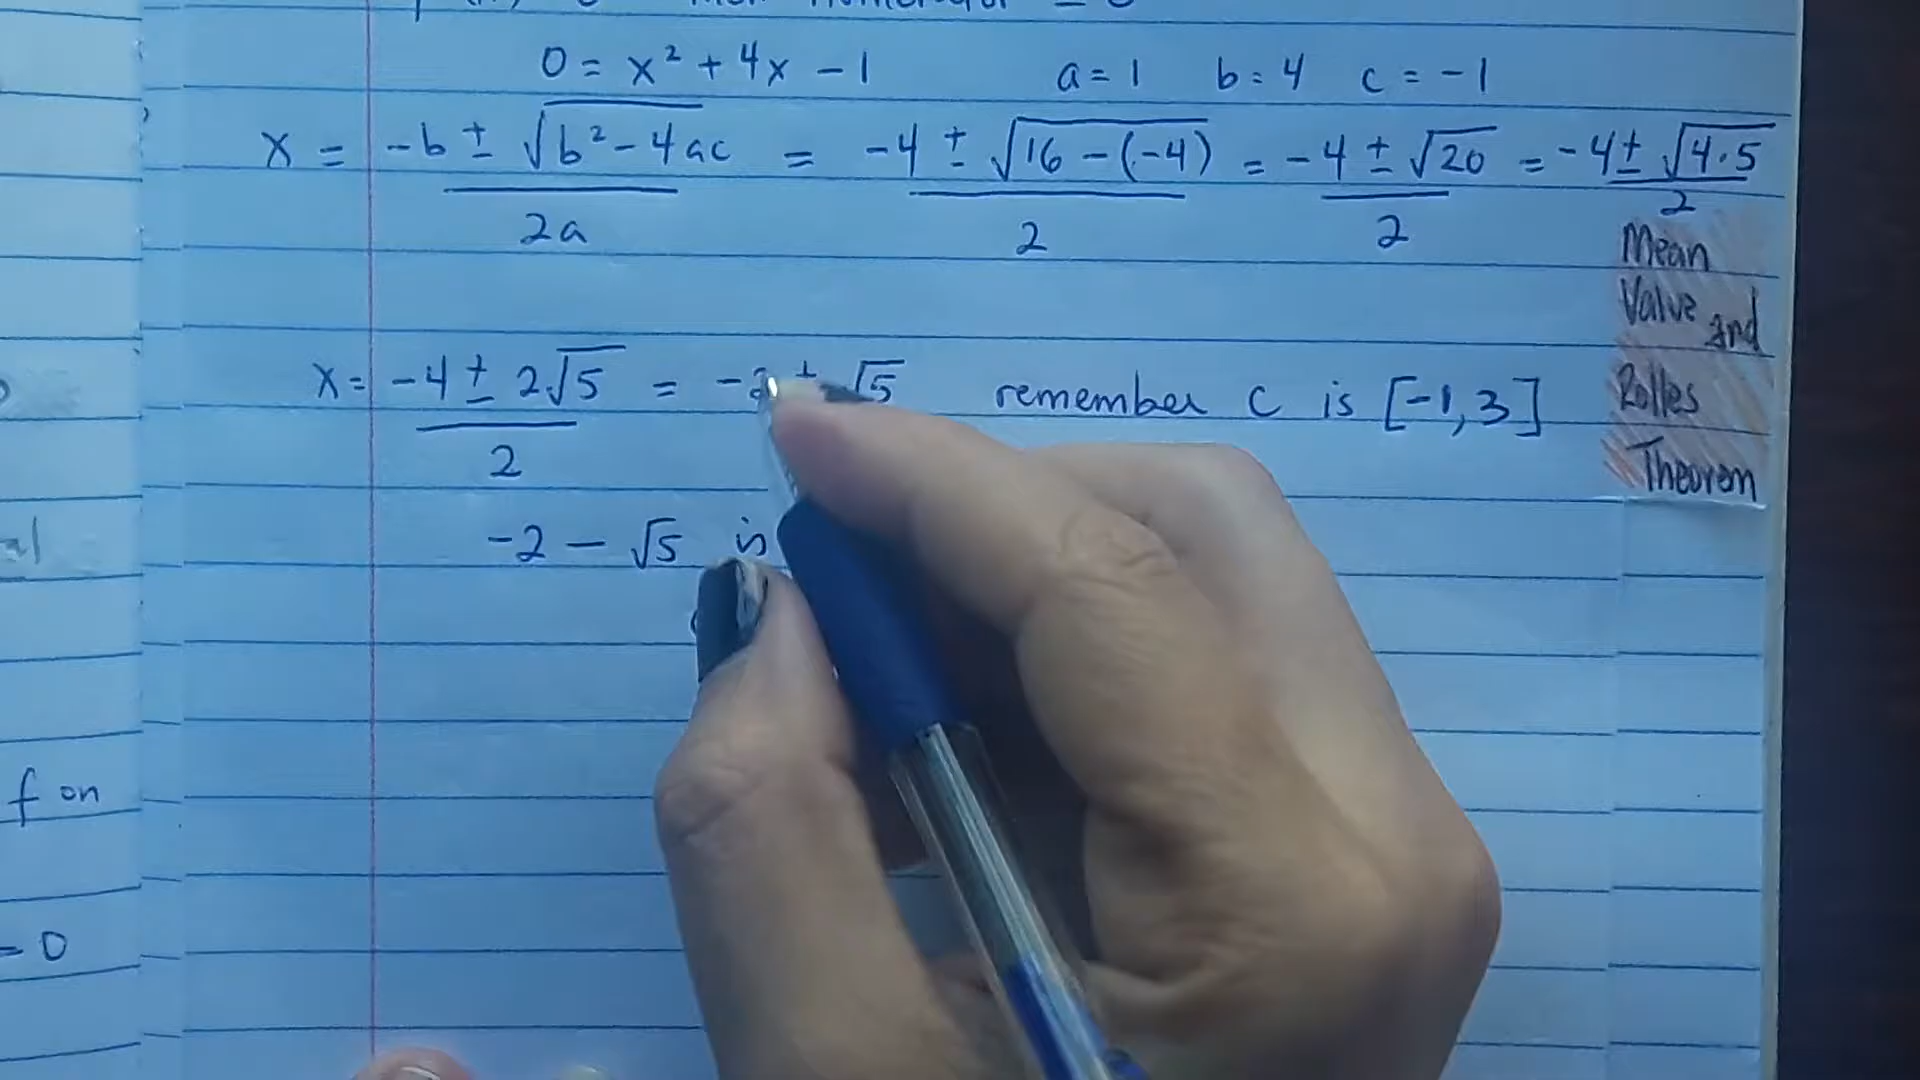 0 = x² + 4x - 1 a = 1 b = 4 c = -1
x = -b ± √b² - 4ac / 2a = -4 ± √16 - (-4) / 2 = -4 ± √20 / 2 = -4 ± √4·5 / 2
Mean
Value and
Rolles
Theorem
x = -4 ± 2√5 / 2 = -2 ± √5 remember c is [-1, 3]
-2 - √5 is
f on
= 0